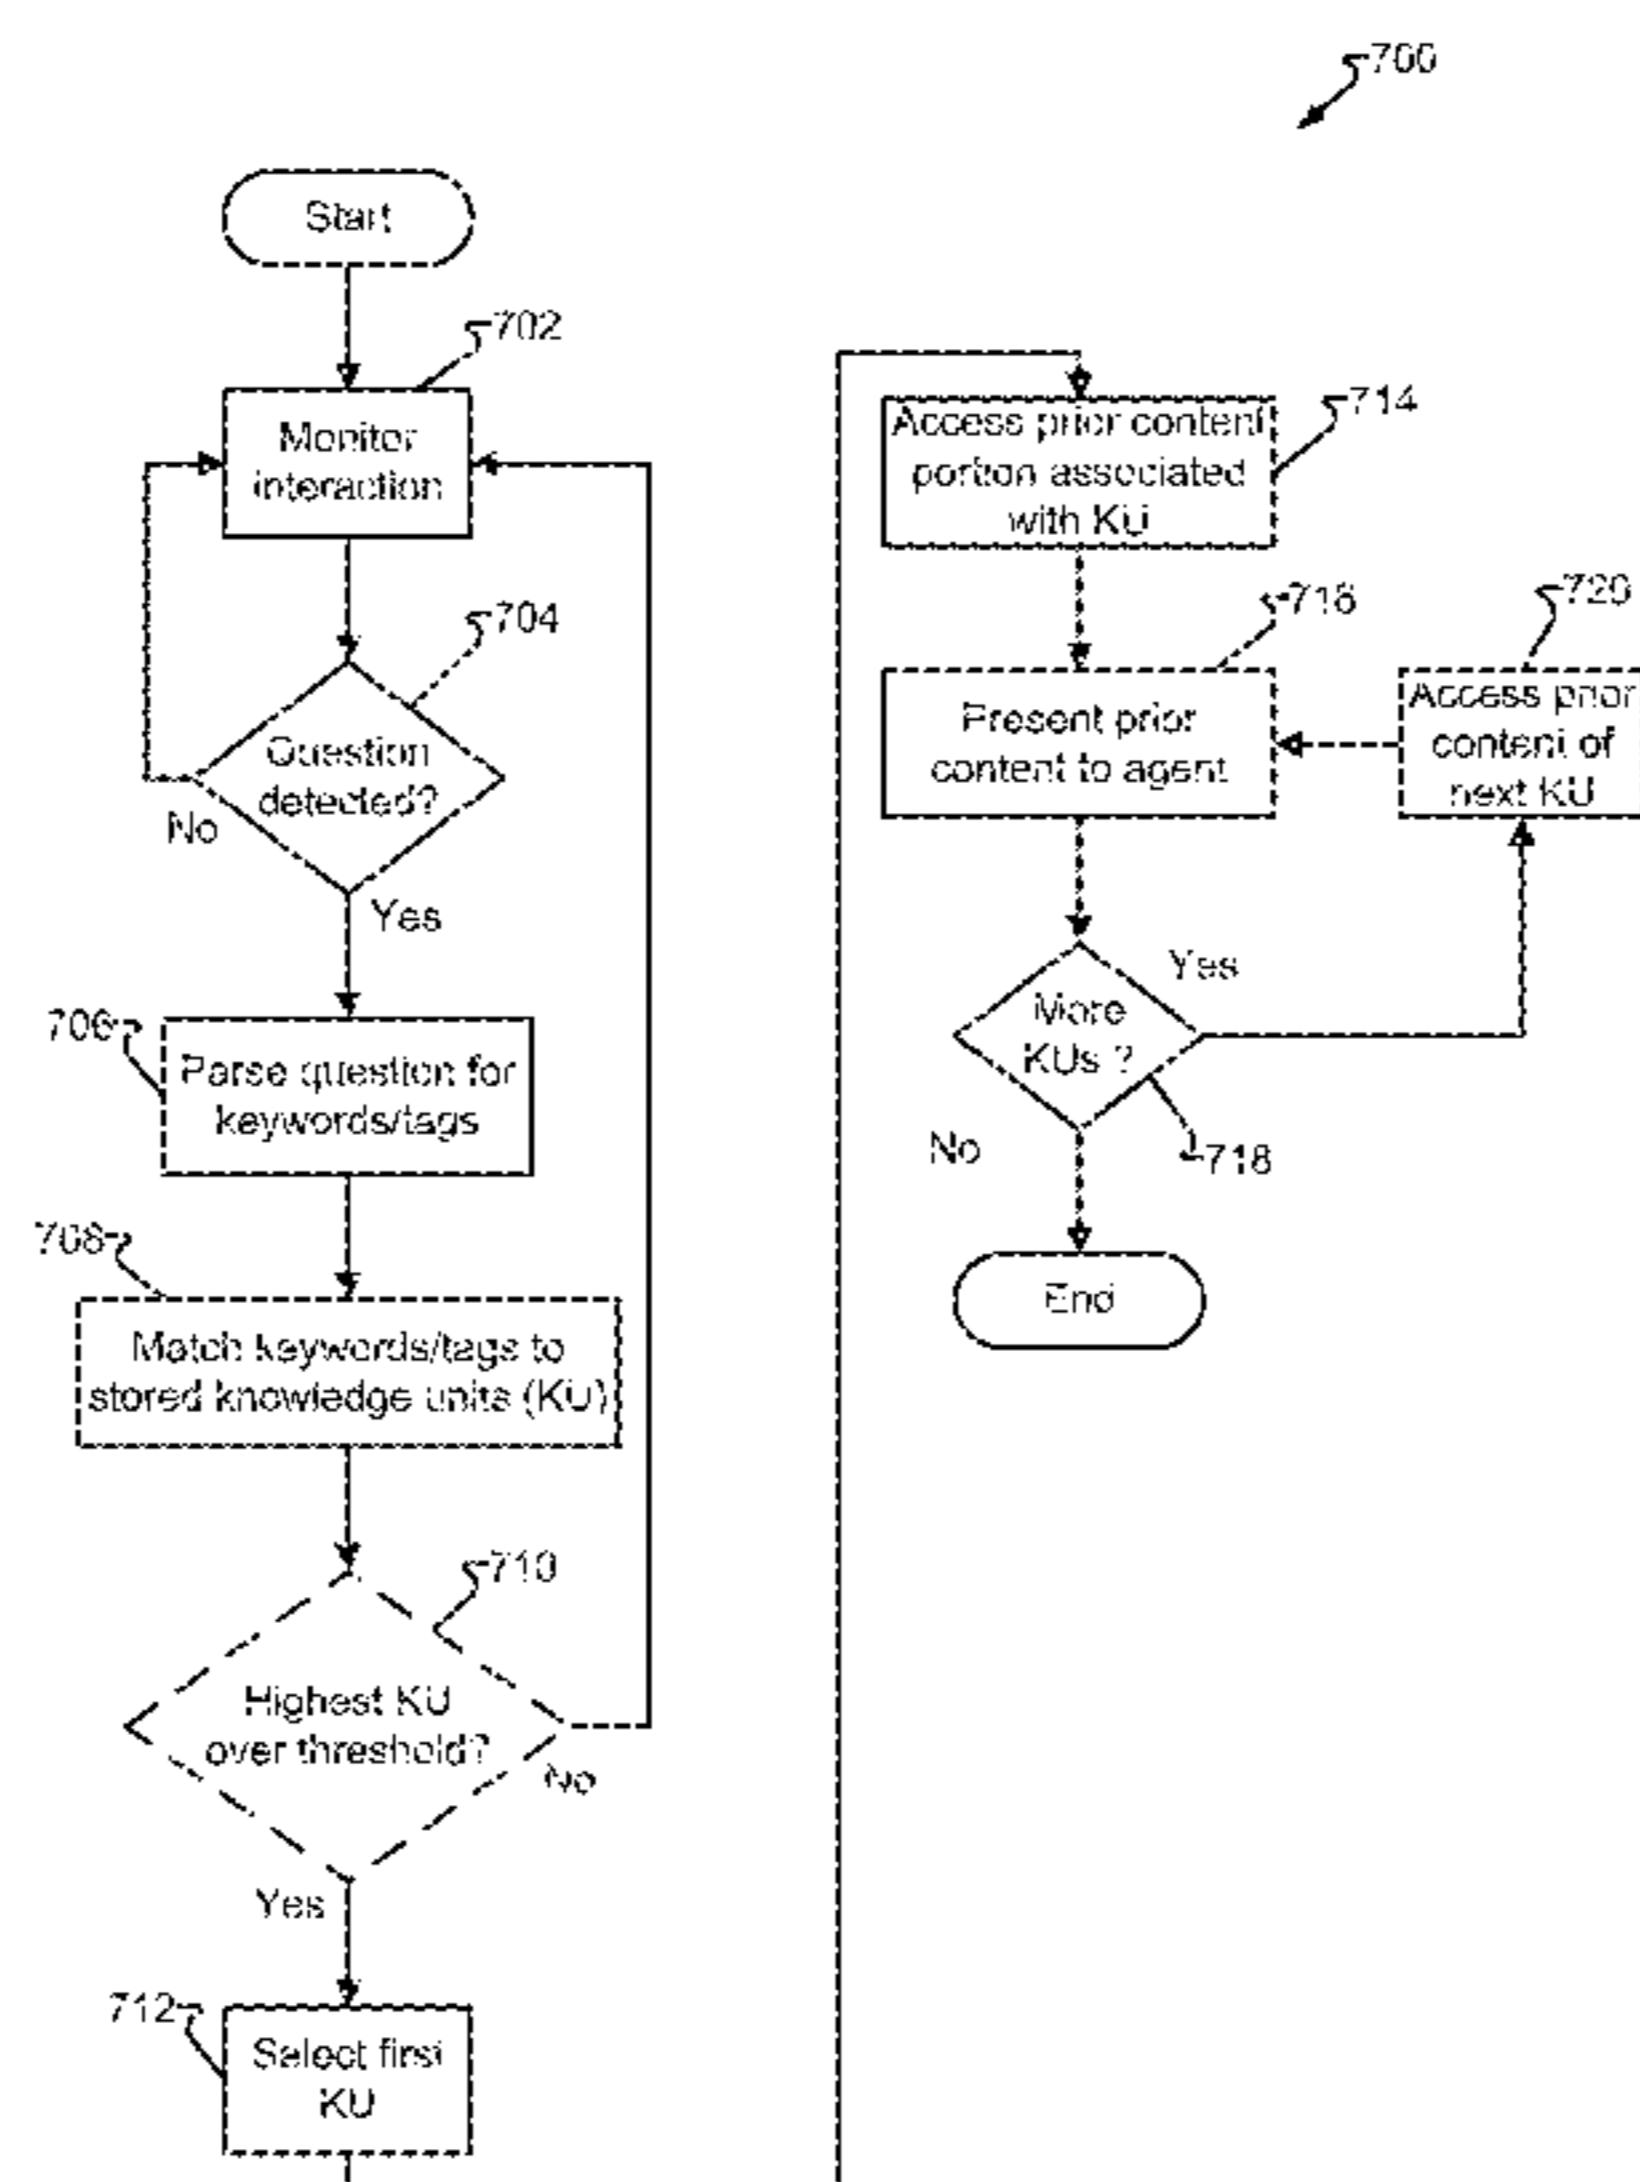 700
Start
702
Monitor
interaction
704
Question
detected?
No
Yes
706
Parse question for
keywords/tags
708
Match keywords/tags to
stored knowledge units (KU)
710
Highest KU
over threshold?
No
Yes
712
Select first
KU
714
Access prior content
portion associated
with KU
716
Present prior
content to agent
720
Access prior
content of
next KU
Yes
More
KUs ?
No
718
End